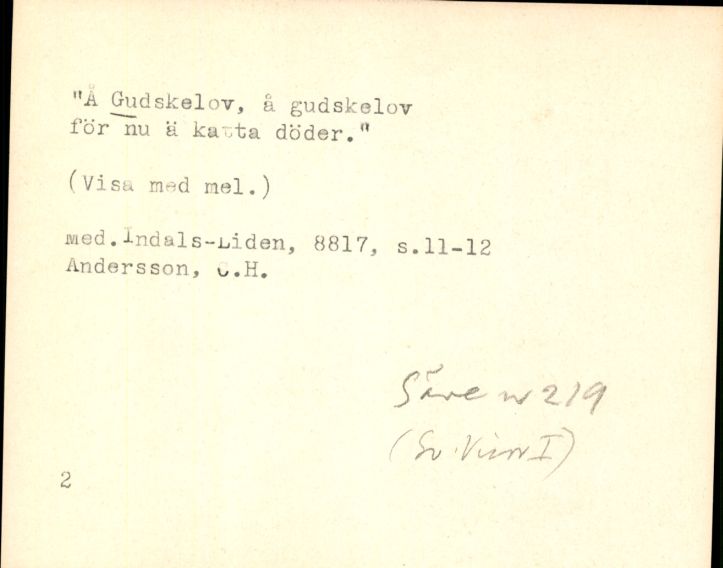 "Å Gudskelov, å gudskelov
för nu ä katta döder."
(Visa med mel.)
Med.Indals-Liden, 8817, s.11-12
Andersson, O.H.
Säve nr 219
(Sv. Visor I)
2